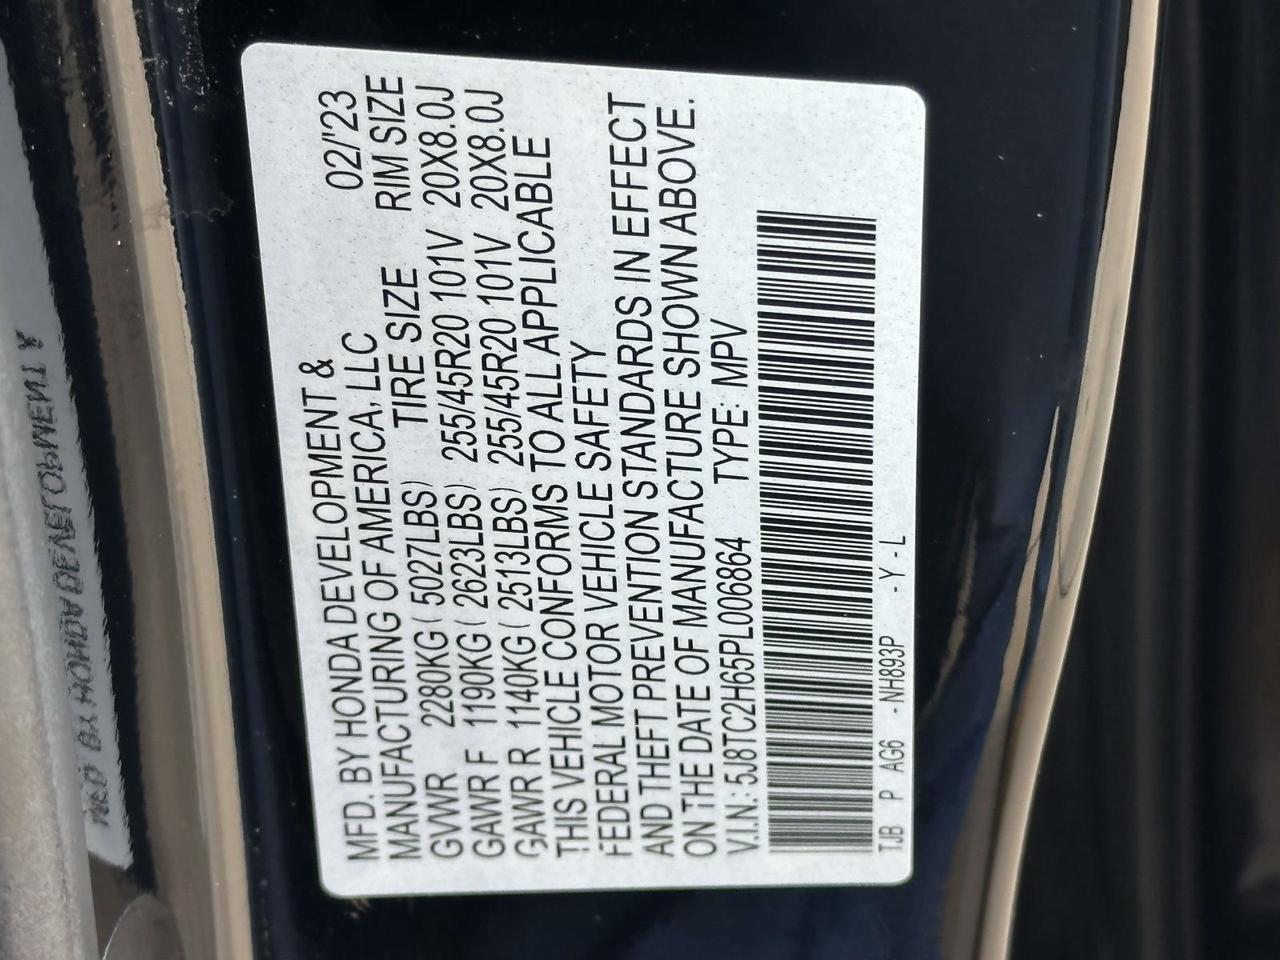 MFD. BY HONDA DEVELOPMENT &
MANUFACTURING OF AMERICA, LLC 02/'23
GVWR 2280KG ( 5027LBS) TIRE SIZE RIM SIZE
GAWR F 1190KG ( 2623LBS) 255/45R20 101V 20X8.0J
GAWR R 1140KG ( 2513LBS) 255/45R20 101V 20X8.0J
THIS VEHICLE CONFORMS TO ALL APPLICABLE
FEDERAL MOTOR VEHICLE SAFETY
AND THEFT PREVENTION STANDARDS IN EFFECT
ON THE DATE OF MANUFACTURE SHOWN ABOVE.
V.I.N.: 5J8TC2H65PL006864 TYPE: MPV
TJB P AG6 - NH893P - Y - L